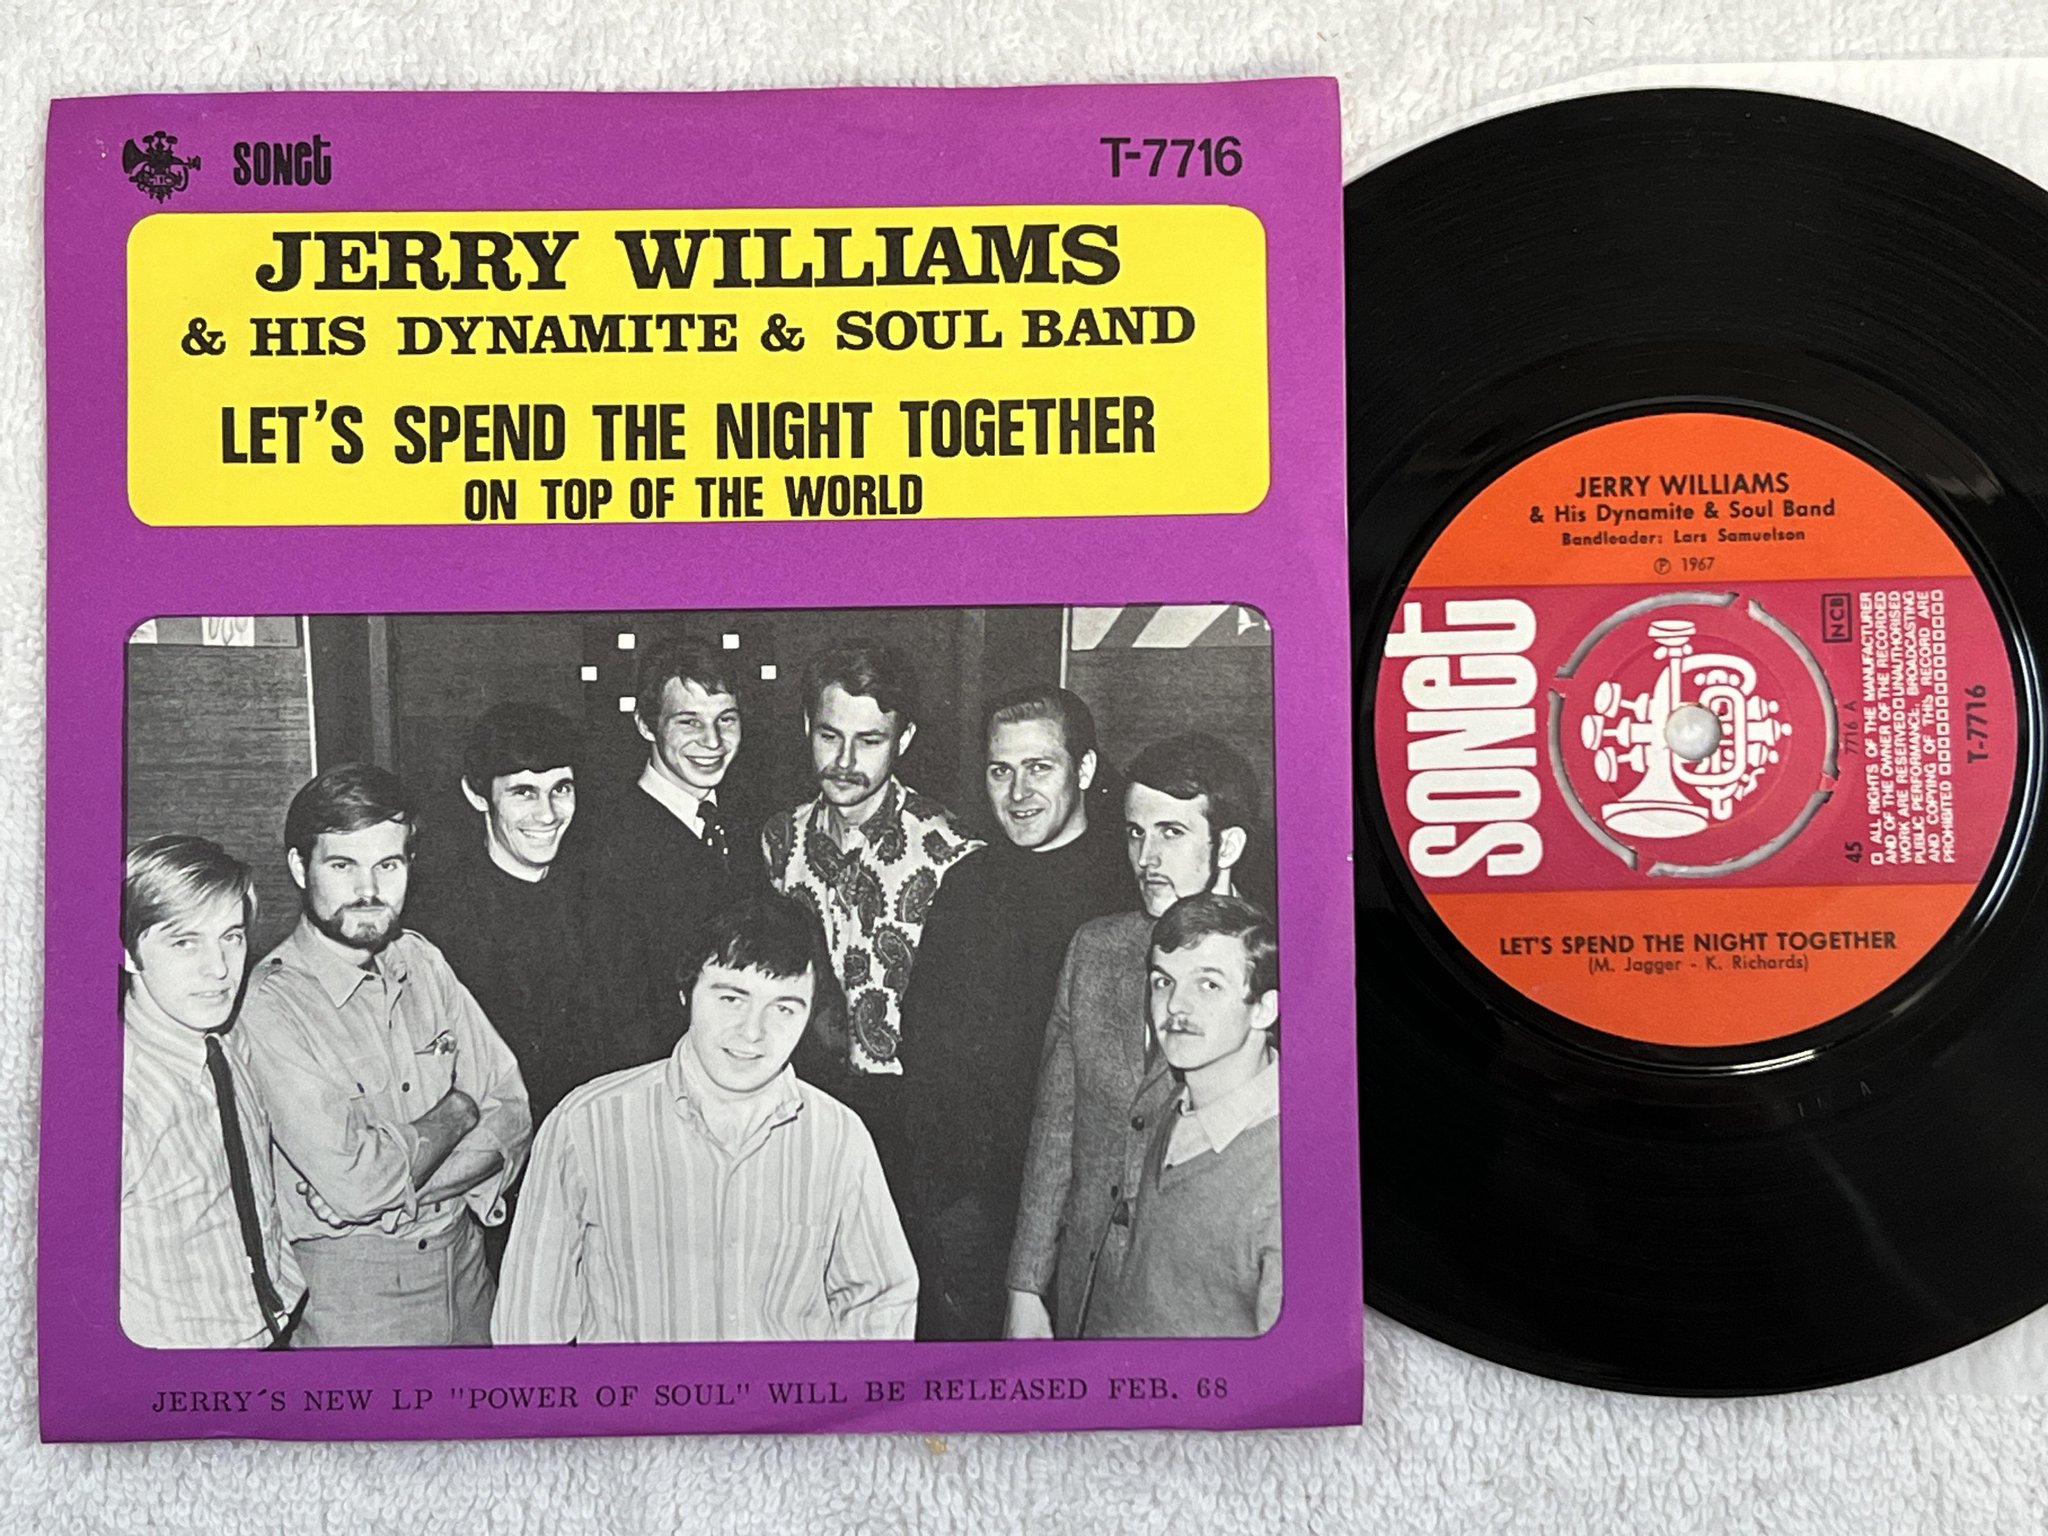 sonet
T-7716
JERRY WILLIAMS
& HIS DYNAMITE & SOUL BAND
LET'S SPEND THE NIGHT TOGETHER
ON TOP OF THE WORLD
JERRY´S NEW LP "POWER OF SOUL" WILL BE RELEASED FEB. 68
JERRY WILLIAMS
& His Dynamite & Soul Band
Bandleader: Lars Samuelson
℗ 1967
sonet
NCB
7716 A
45
ALL RIGHTS OF THE MANUFACTURER
AND OF THE OWNER OF THE RECORDED
WORK ARE RESERVED UNAUTHORISED
PUBLIC PERFORMANCE, BROADCASTING
AND COPYING OF THIS RECORD ARE
PROHIBITED
T-7716
LET'S SPEND THE NIGHT TOGETHER
(M. Jagger - K. Richards)